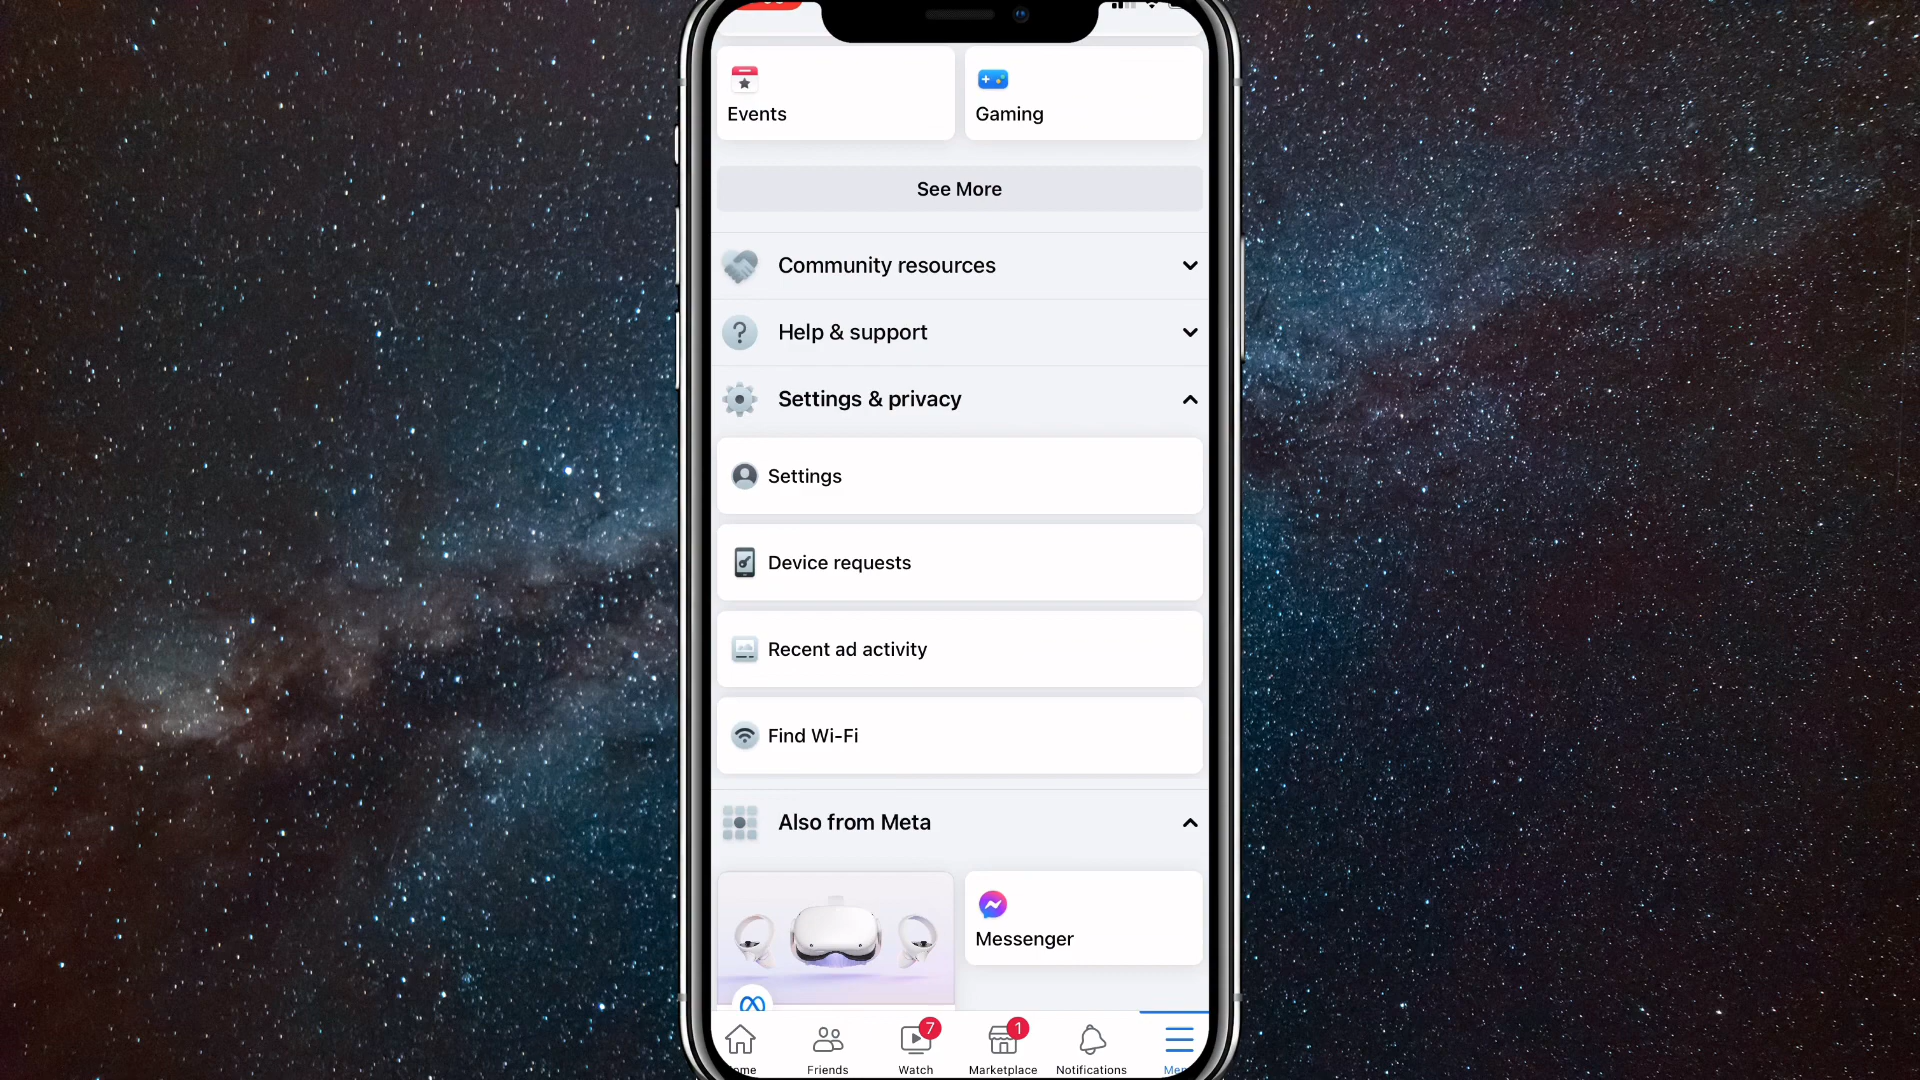 Events
Gaming
See More
Community resources
Help & support
Settings & privacy
Settings
Device requests
Recent ad activity
Find Wi-Fi
Also from Meta
Messenger
7
1
Friends
Watch
Marketplace
Notifications